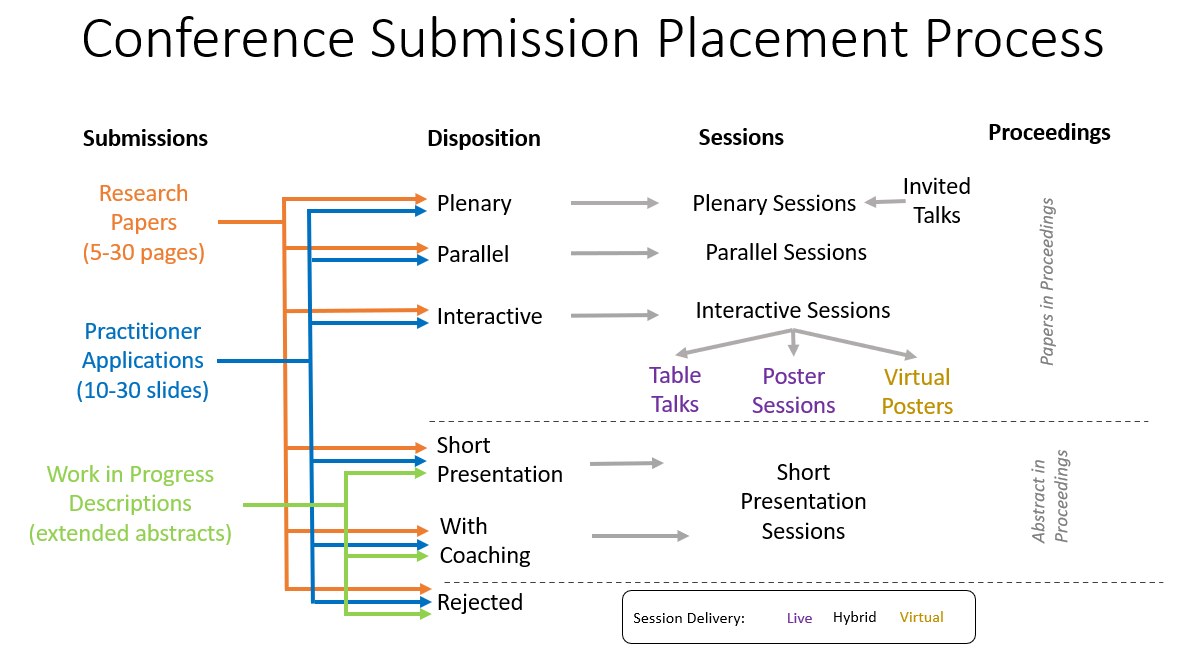 Conference Submission Placement Process
Submissions
Disposition
Sessions
Proceedings
Research
Papers
(5-30 pages)
Practitioner
Applications
(10-30 slides)
Work in Progress
Descriptions
(extended abstracts)
Plenary
Parallel
Interactive
Short
Presentation
With
Coaching
Rejected
Plenary Sessions
Invited
Talks
Parallel Sessions
Interactive Sessions
Table
Talks
Poster
Sessions
Virtual
Posters
Short
Presentation
Sessions
Papers in Proceedings
Abstract in
Proceedings
Session Delivery: Live Hybrid Virtual